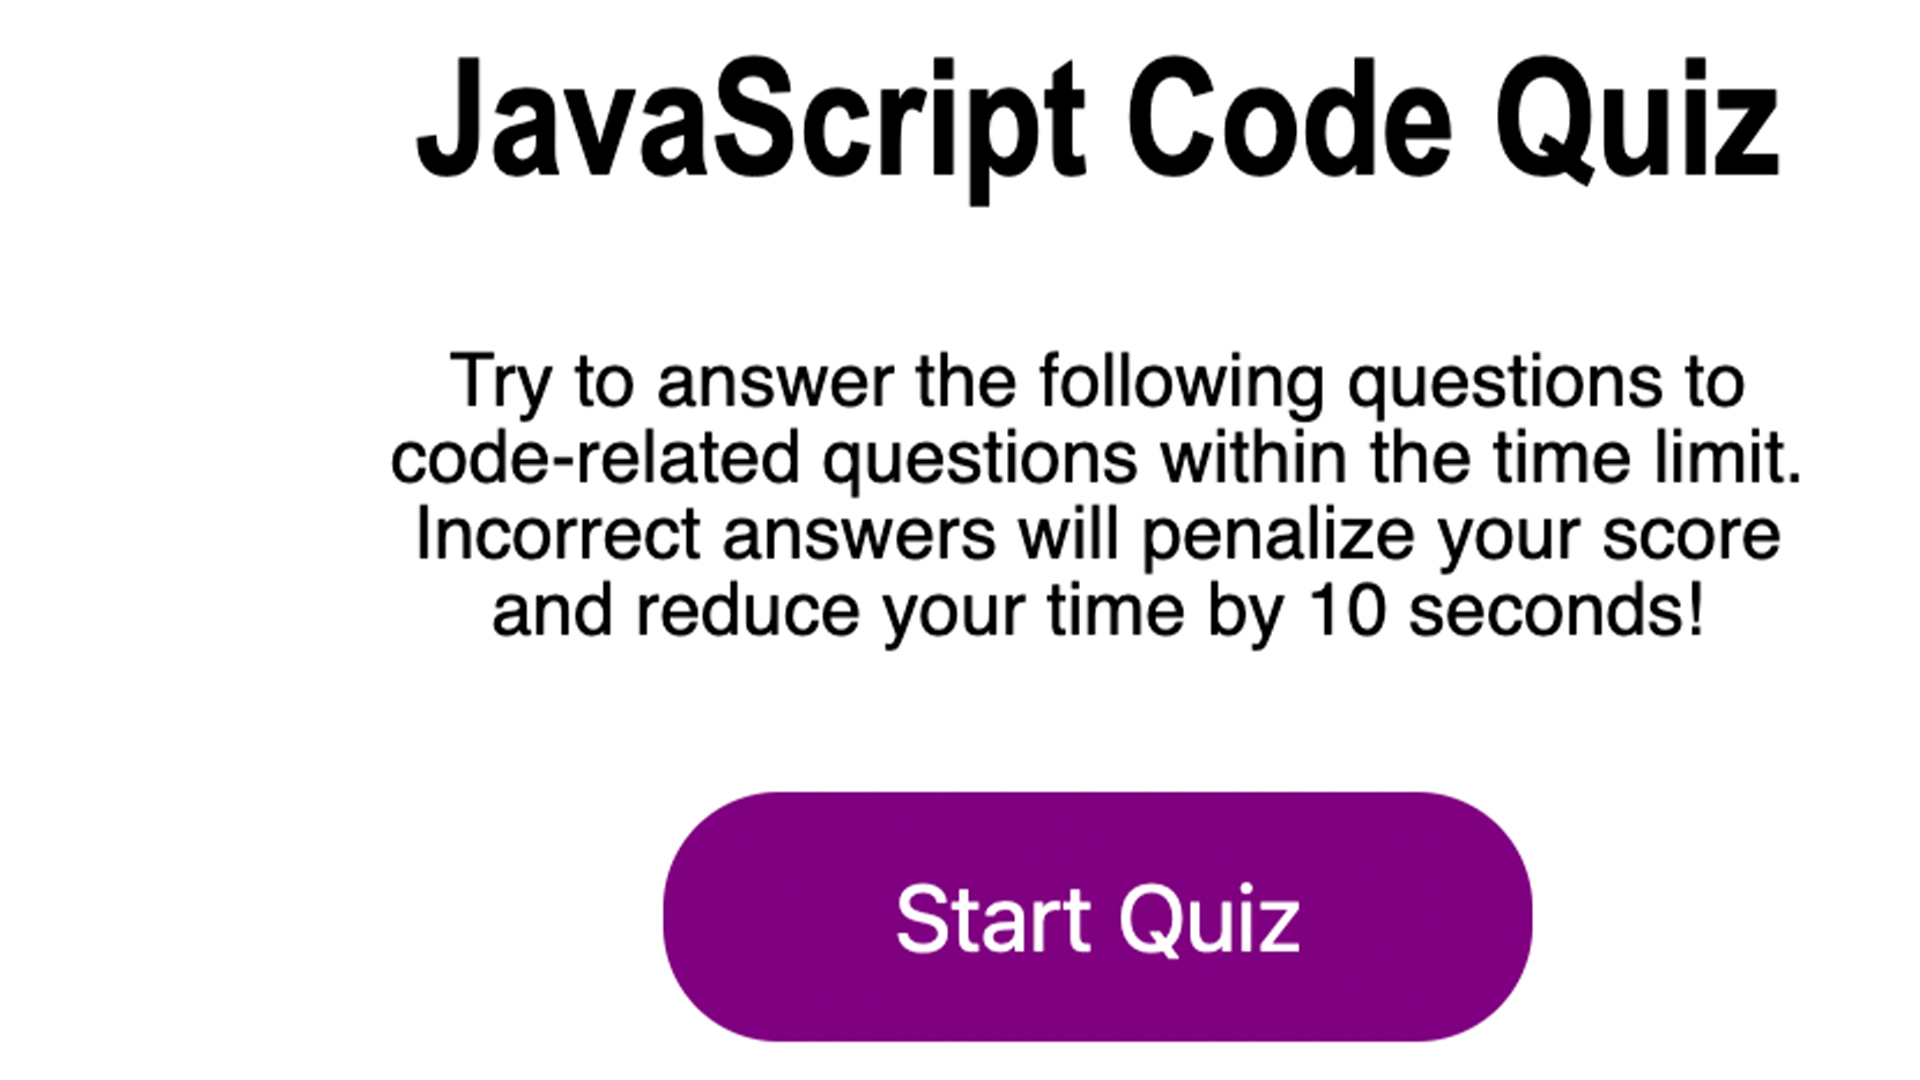 JavaScript Code Quiz
Try to answer the following questions to
code-related questions within the time limit.
Incorrect answers will penalize your score
and reduce your time by 10 seconds!
Start Quiz